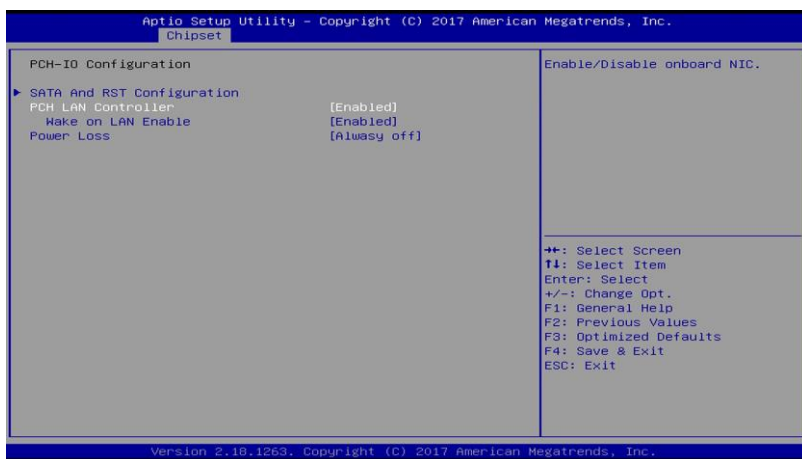 Aptio Setup Utility – Copyright (C) 2017 American Megatrends, Inc.
Chipset
PCH-IO Configuration
SATA And RST Configuration
PCH LAN Controller [Enabled]
Wake on LAN Enable [Enabled]
Power Loss [Alwasy off]
Enable/Disable onboard NIC.
→←: Select Screen
↑↓: Select Item
Enter: Select
+/-: Change Opt.
F1: General Help
F2: Previous Values
F3: Optimized Defaults
F4: Save & Exit
ESC: Exit
Version 2.18.1263. Copyright (C) 2017 American Megatrends, Inc.